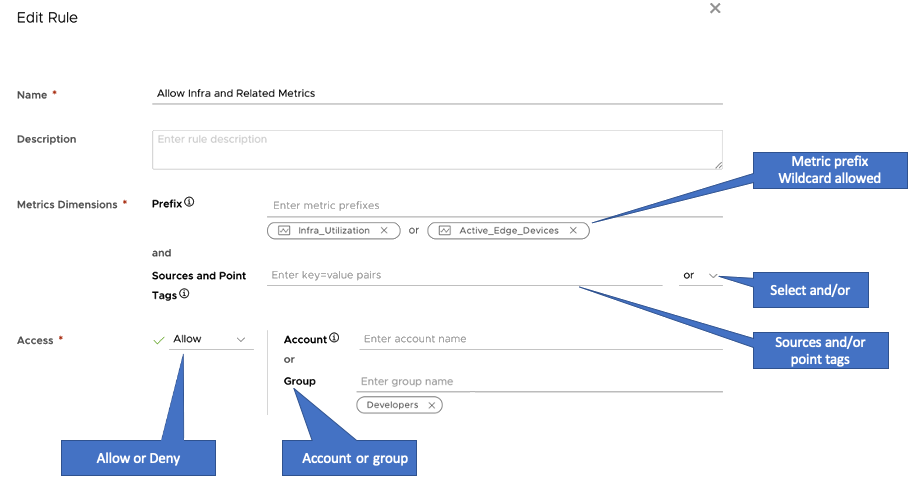 Edit Rule
Name *
Allow Infra and Related Metrics
Description
Enter rule description
Metric prefix
Wildcard allowed
Metrics Dimensions *
Prefix
Enter metric prefixes
Infra_Utilization
or
Active_Edge_Devices
and
Sources and Point
Tags
Enter key=value pairs
or
Select and/or
Sources and/or
point tags
Access *
Allow
Account
Enter account name
or
Group
Enter group name
Developers
Allow or Deny
Account or group